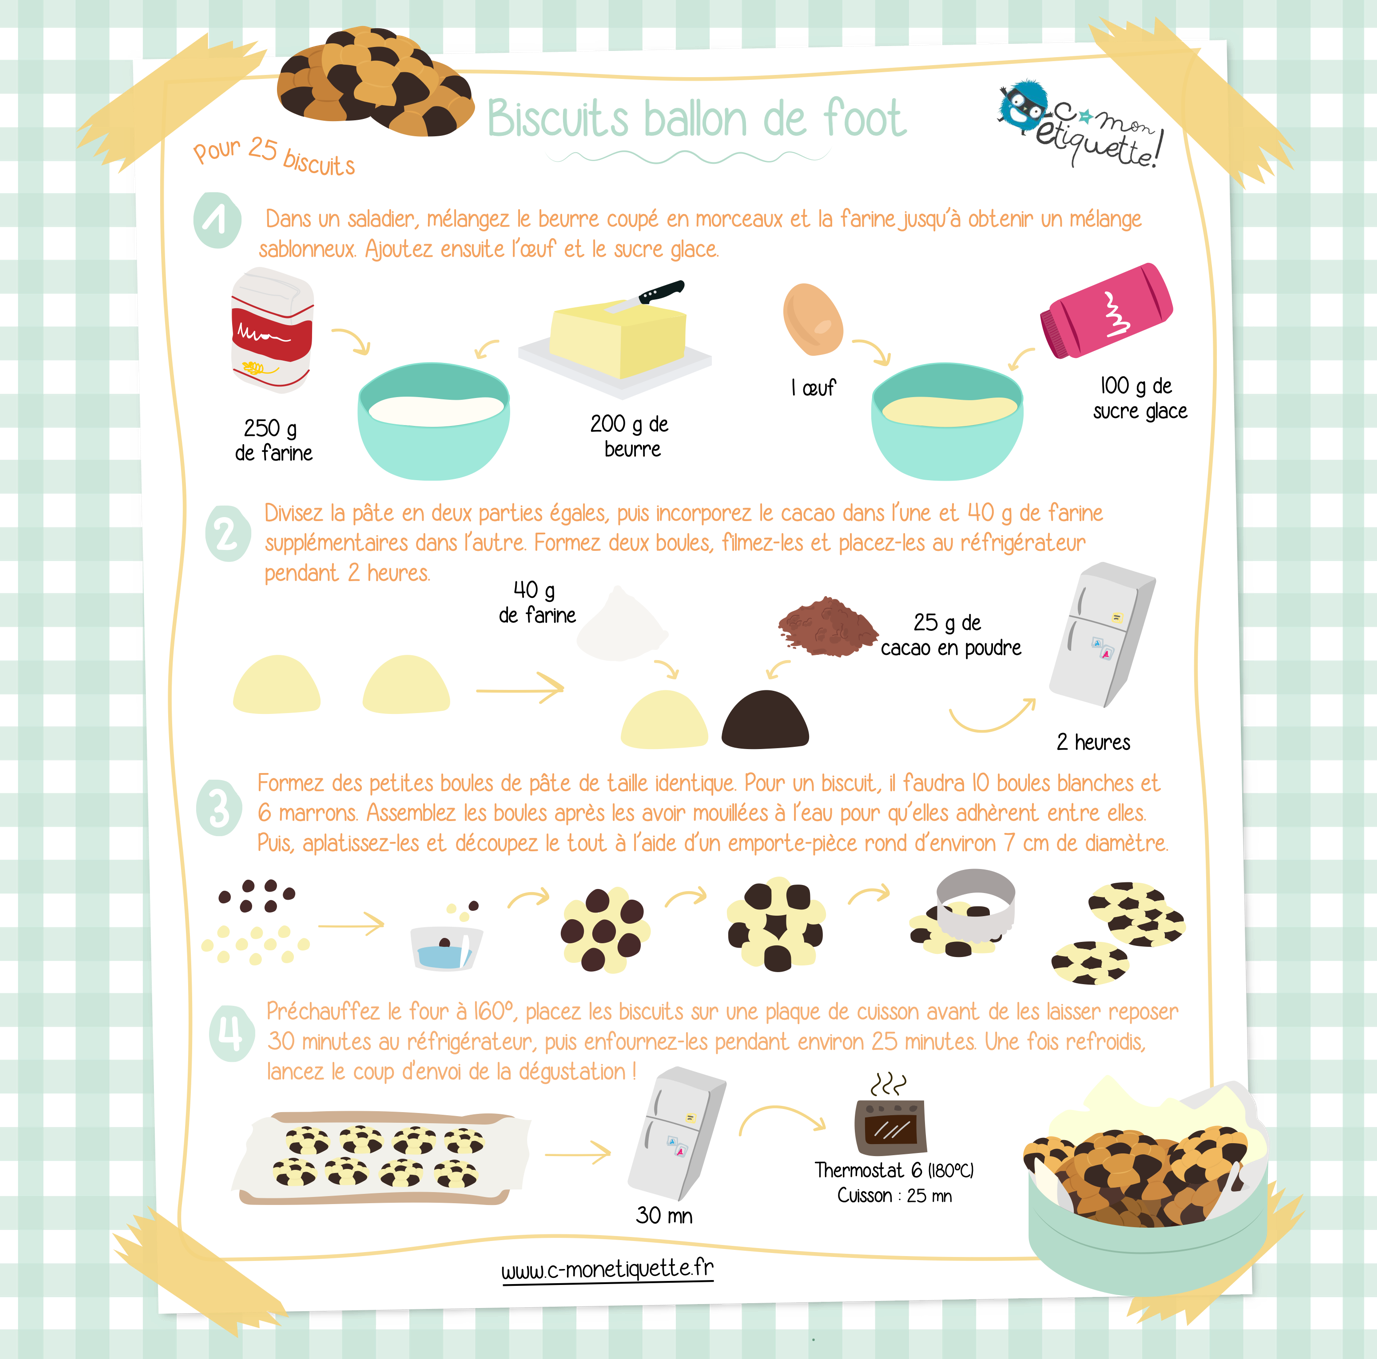 Biscuits ballon de foot
c mon
étiquette!
Pour 25 biscuits
1
Dans un saladier, mélangez le beurre coupé en morceaux et la farine jusqu'à obtenir un mélange
sablonneux. Ajoutez ensuite l'œuf et le sucre glace.
250 g
de farine
200 g de
beurre
1 œuf
100 g de
sucre glace
2
Divisez la pâte en deux parties égales, puis incorporez le cacao dans l'une et 40 g de farine
supplémentaires dans l'autre. Formez deux boules, filmez-les et placez-les au réfrigérateur
pendant 2 heures.
40 g
de farine
25 g de
cacao en poudre
2 heures
3
Formez des petites boules de pâte de taille identique. Pour un biscuit, il faudra 10 boules blanches et
6 marrons. Assemblez les boules après les avoir mouillées à l'eau pour qu'elles adhèrent entre elles.
Puis, aplatissez-les et découpez le tout à l'aide d'un emporte-pièce rond d'environ 7 cm de diamètre.
4
Préchauffez le four à 160°, placez les biscuits sur une plaque de cuisson avant de les laisser reposer
30 minutes au réfrigérateur, puis enfournez-les pendant environ 25 minutes. Une fois refroidis,
lancez le coup d'envoi de la dégustation !
30 mn
Thermostat 6 (180°C)
Cuisson : 25 mn
www.c-monetiquette.fr